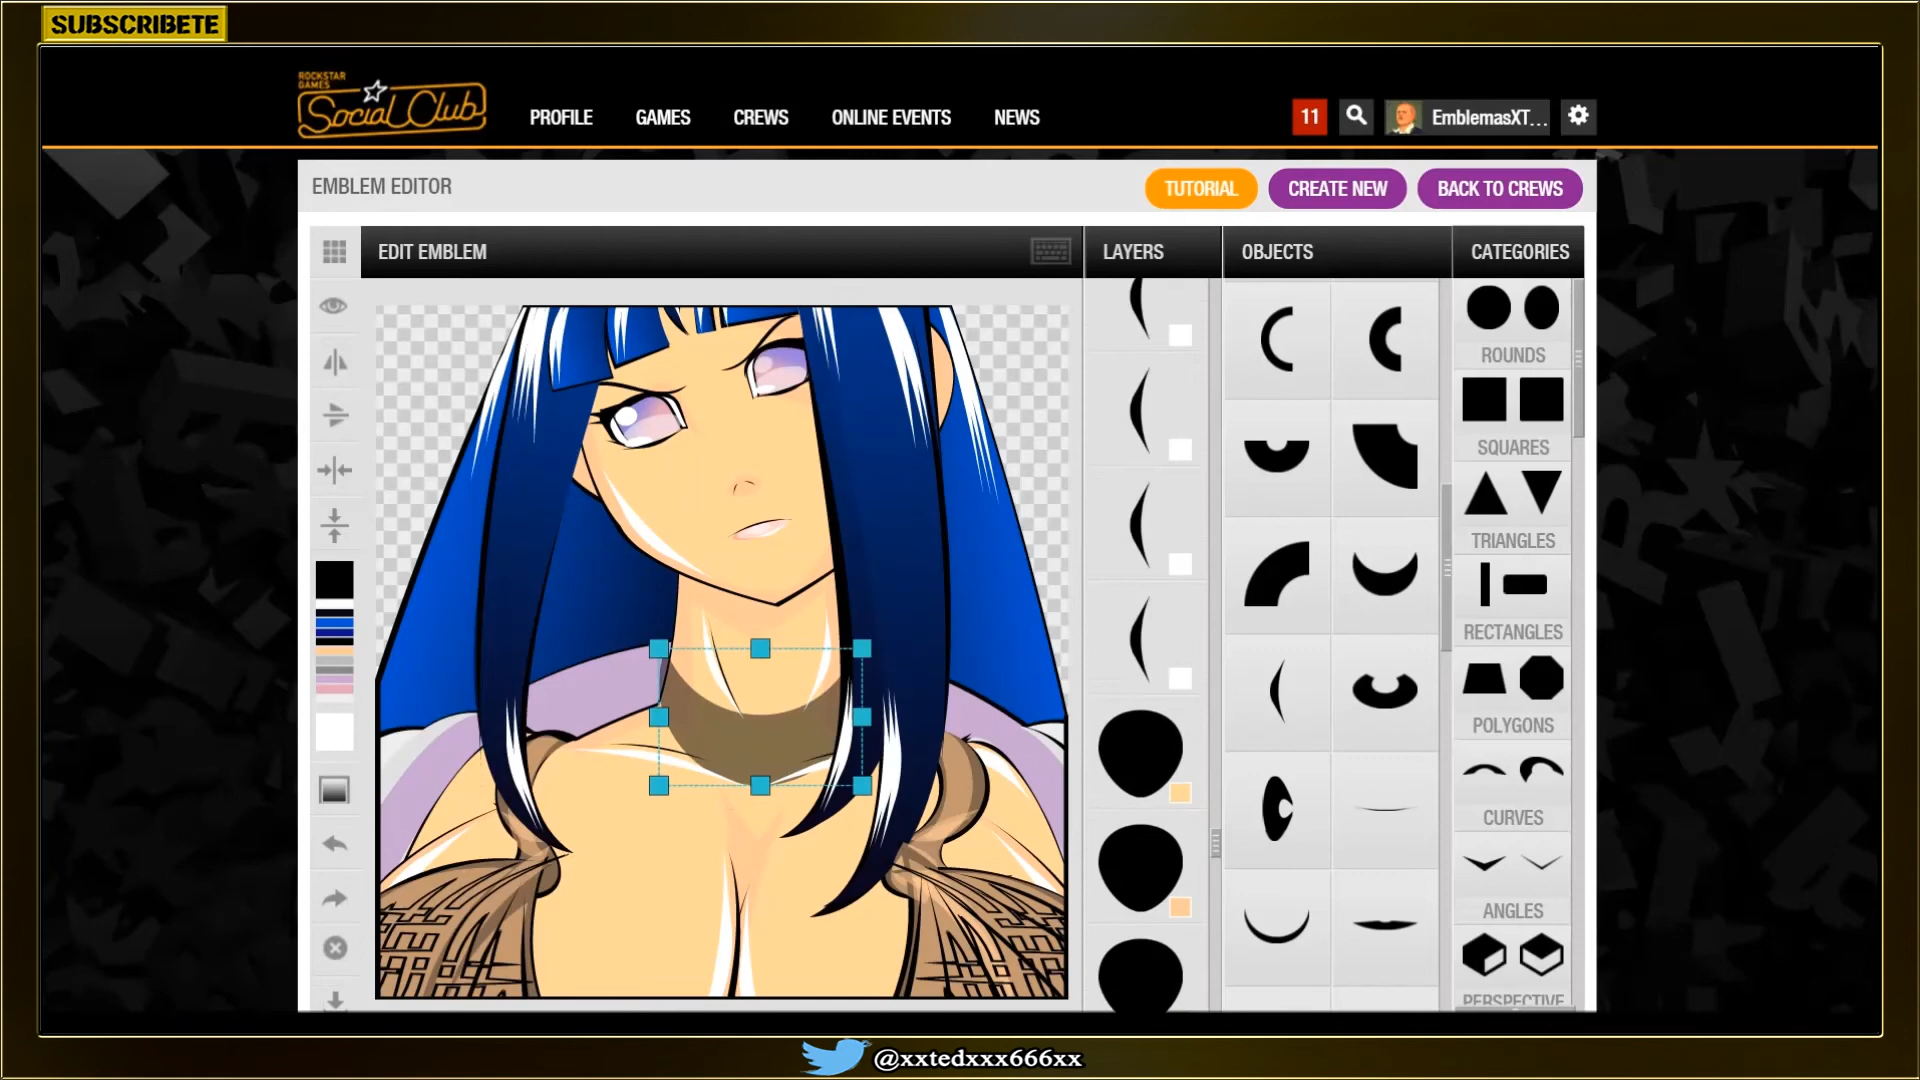 SUBSCRIBETE
ROCKSTAR
GAMES
Social Club
PROFILE
GAMES
CREWS
ONLINE EVENTS
NEWS
11
EmblemasXT...
EMBLEM EDITOR
TUTORIAL
CREATE NEW
BACK TO CREWS
EDIT EMBLEM
LAYERS
OBJECTS
CATEGORIES
ROUNDS
SQUARES
TRIANGLES
RECTANGLES
POLYGONS
CURVES
ANGLES
PERSPECTIVE
@xxtedxxx666xx